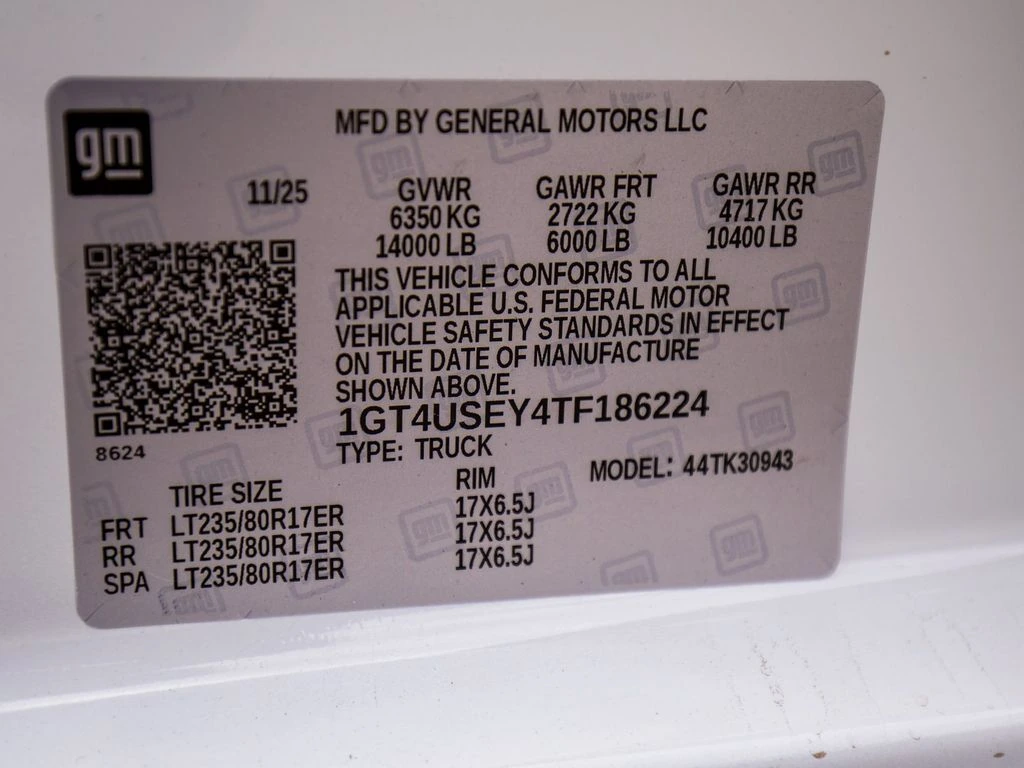 gm
MFD BY GENERAL MOTORS LLC
11/25 GVWR GAWR FRT GAWR RR
6350 KG 2722 KG 4717 KG
14000 LB 6000 LB 10400 LB
THIS VEHICLE CONFORMS TO ALL
APPLICABLE U.S. FEDERAL MOTOR
VEHICLE SAFETY STANDARDS IN EFFECT
ON THE DATE OF MANUFACTURE
SHOWN ABOVE.
1GT4USEY4TF186224
8624
TYPE: TRUCK
MODEL: 44TK30943
TIRE SIZE RIM
FRT LT235/80R17ER 17X6.5J
RR LT235/80R17ER 17X6.5J
SPA LT235/80R17ER 17X6.5J